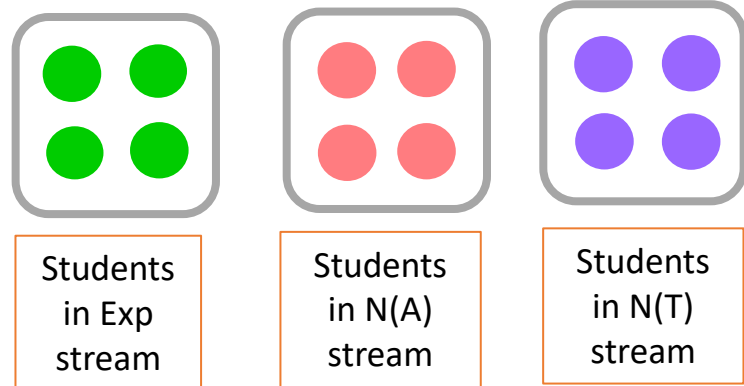 Students
in Exp
stream
Students
in N(A)
stream
Students
in N(T)
stream